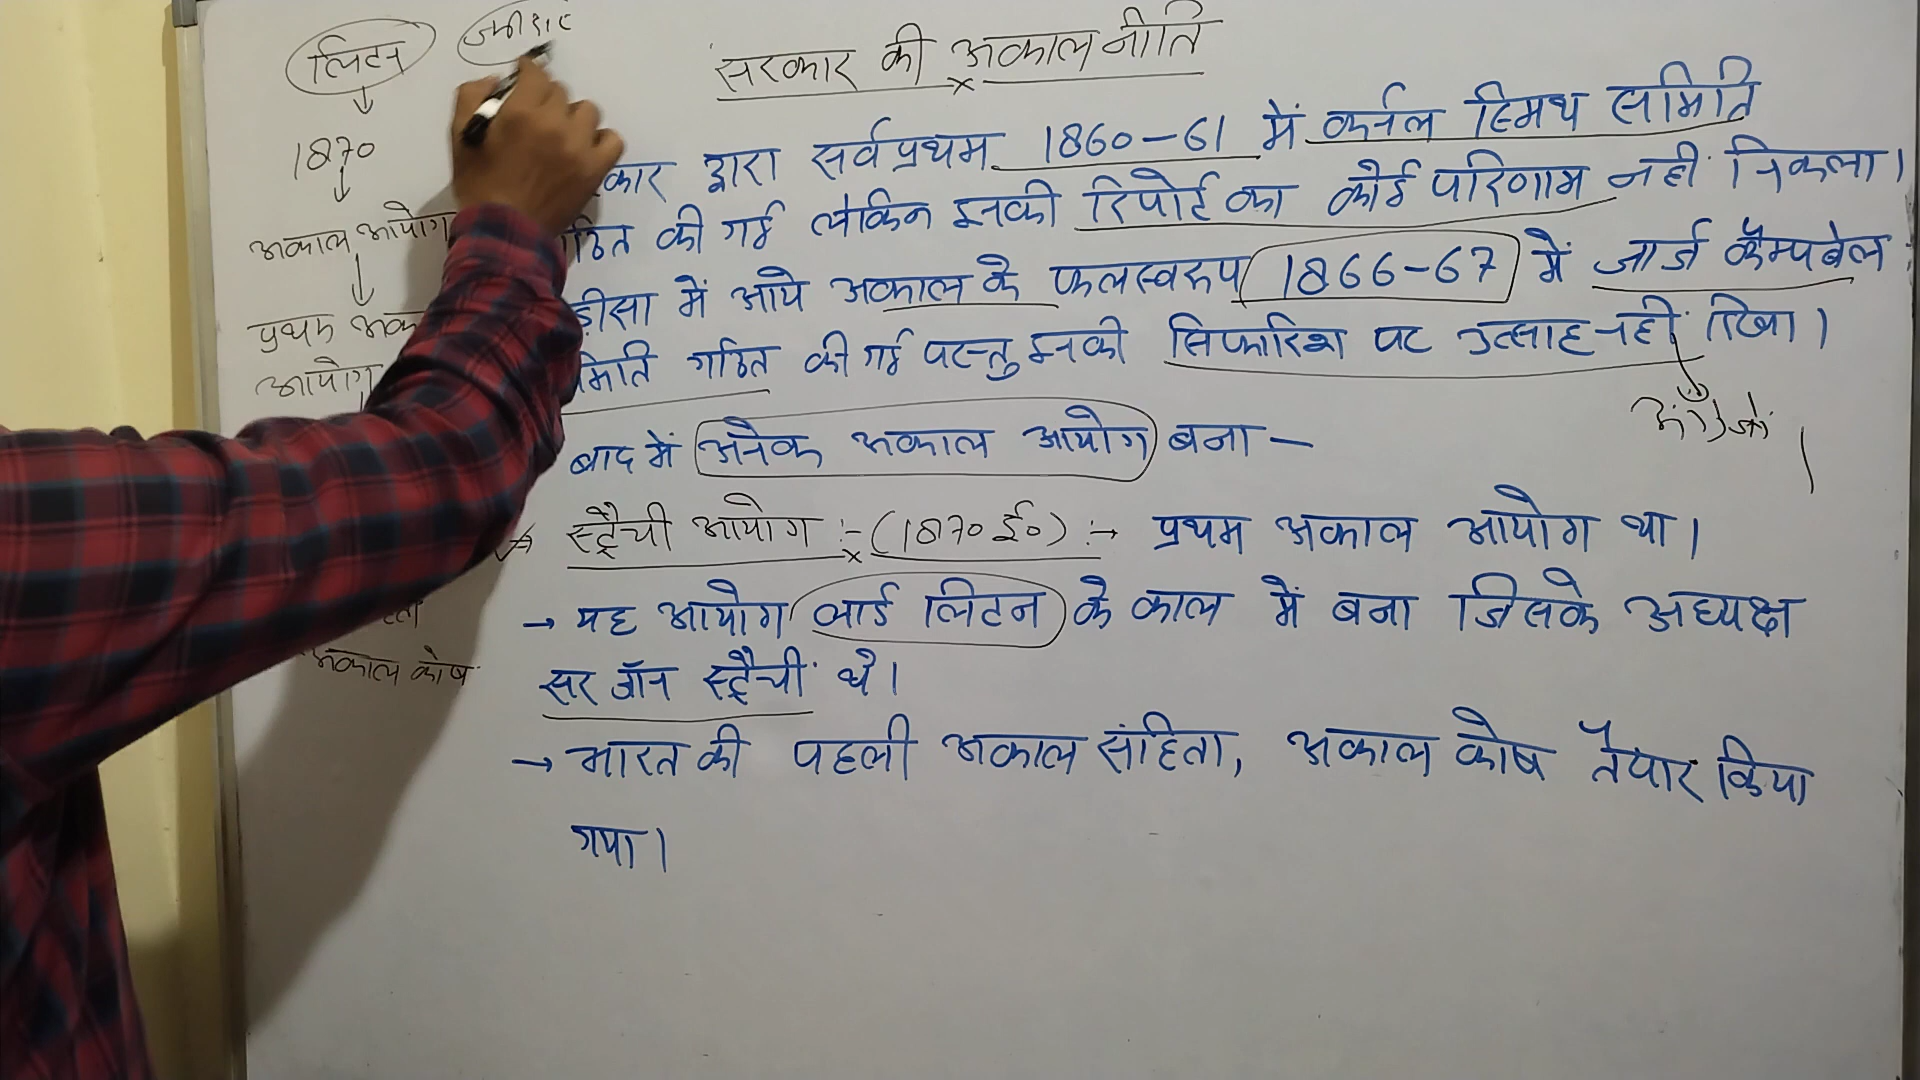 सरकार की अकाल नीति
कार द्वारा सर्वप्रथम 1860-61 में कर्नल स्मिथ समिति
ठित की गई लेकिन इनकी रिपोर्ट का कोई परिणाम नहीं निकला।
ड़ीसा में आये अकाल के फलस्वरुप 1866-67 में जार्ज कैम्पबेल
मिति गठित की गई परन्तु इनकी सिफारिश पर उत्साह नहीं दिखा।
बाद में अनेक अकाल आयोग बना –
स्ट्रैची आयोग :- (1870 ई०) :→ प्रथम अकाल आयोग था।
→ यह आयोग लार्ड लिटन के काल में बना जिसके अध्यक्ष
सर जॉन स्ट्रैची थे।
→ भारत की पहली अकाल संहिता, अकाल कोष तैयार किया
गया।
लिटन
1870
अकाल आयोग
प्रथम अक
आयोग
अकाल कोष